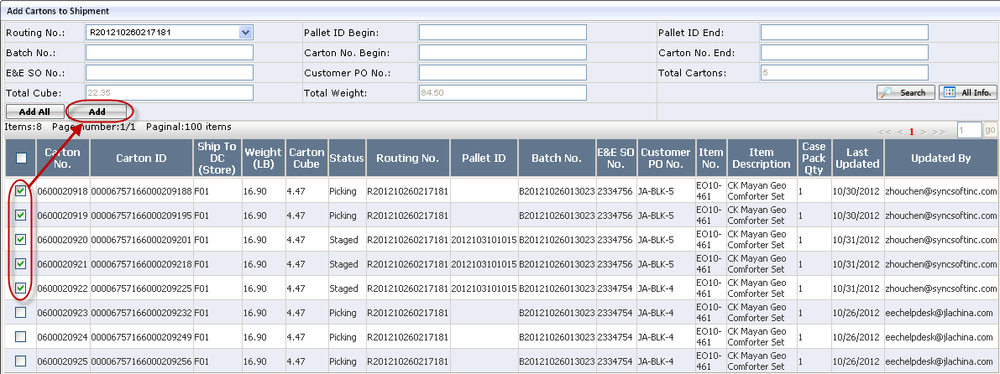 Add Cartons to Shipment
Routing No.: R201210260217181 Pallet ID Begin: Pallet ID End:
Batch No.: Carton No. Begin: Carton No. End:
E&E SO No.: Customer PO No.: Total Cartons: 5
Total Cube: 22.35 Total Weight: 84.50 Search All Info.
Add All Add
Items:8 Page number:1/1 Paginal:100 items << < 1 > >> 1 go
Carton No. Carton ID Ship To DC (Store) Weight (LB) Carton Cube Status Routing No. Pallet ID Batch No. E&E SO No. Customer PO No. Item No. Item Description Case Pack Qty Last Updated Updated By
0600020918 00006757166000209188 F01 16.90 4.47 Picking R201210260217181 B20121026013023 2334756 JA-BLK-5 EO10-461 CK Mayan Geo Comforter Set 1 10/30/2012 zhouchen@syncsoftinc.com
0600020919 00006757166000209195 F01 16.90 4.47 Picking R201210260217181 B20121026013023 2334756 JA-BLK-5 EO10-461 CK Mayan Geo Comforter Set 1 10/30/2012 zhouchen@syncsoftinc.com
0600020920 00006757166000209201 F01 16.90 4.47 Staged R201210260217181 2012103101015 B20121026013023 2334756 JA-BLK-5 EO10-461 CK Mayan Geo Comforter Set 1 10/31/2012 zhouchen@syncsoftinc.com
0600020921 00006757166000209218 F01 16.90 4.47 Staged R201210260217181 2012103101015 B20121026013023 2334756 JA-BLK-5 EO10-461 CK Mayan Geo Comforter Set 1 10/31/2012 zhouchen@syncsoftinc.com
0600020922 00006757166000209225 F01 16.90 4.47 Staged R201210260217181 2012103101015 B20121026013023 2334754 JA-BLK-4 EO10-461 CK Mayan Geo Comforter Set 1 10/31/2012 zhouchen@syncsoftinc.com
0600020923 00006757166000209232 F01 16.90 4.47 Picking R201210260217181 B20121026013023 2334754 JA-BLK-4 EO10-461 CK Mayan Geo Comforter Set 1 10/26/2012 eechelpdesk@jlachina.com
0600020924 00006757166000209249 F01 16.90 4.47 Picking R201210260217181 B20121026013023 2334754 JA-BLK-4 EO10-461 CK Mayan Geo Comforter Set 1 10/26/2012 eechelpdesk@jlachina.com
0600020925 00006757166000209256 F01 16.90 4.47 Picking R201210260217181 B20121026013023 2334754 JA-BLK-4 EO10-461 CK Mayan Geo Comforter Set 1 10/26/2012 eechelpdesk@jlachina.com